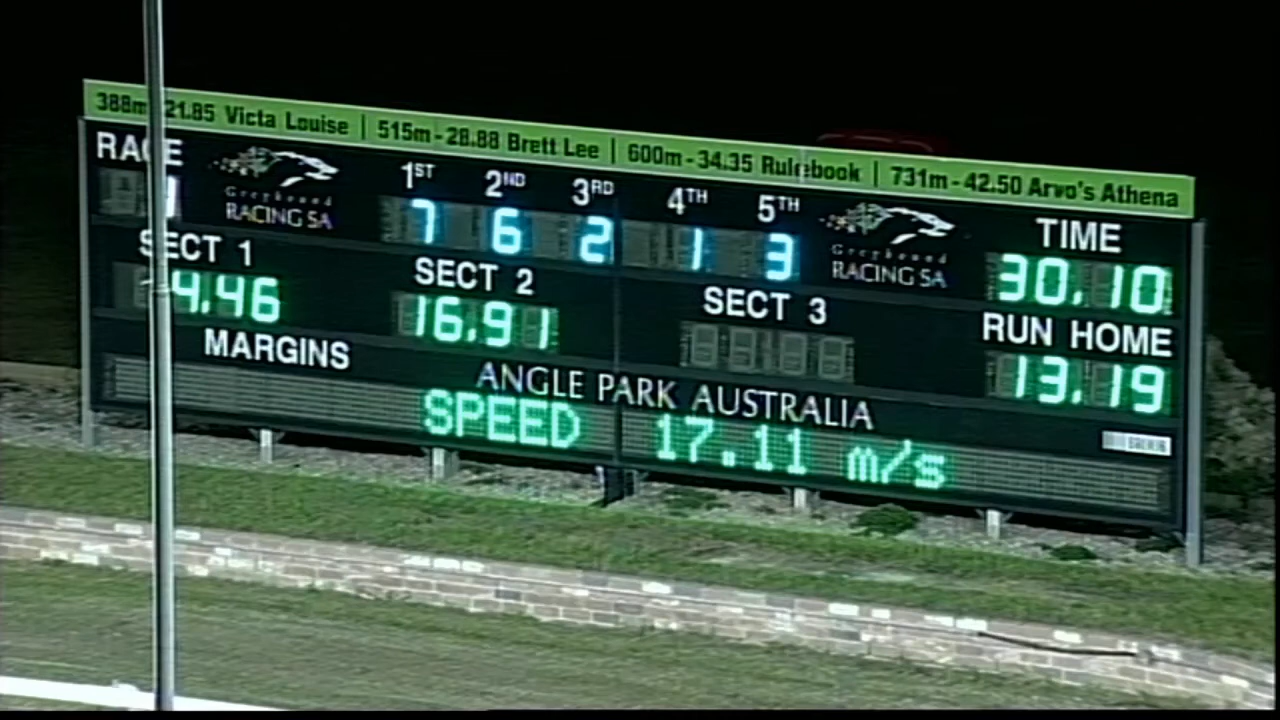 388m - 21.85 Victa Louise | 515m - 28.88 Brett Lee | 600m - 34.35 Rulebook | 731m - 42.50 Arvo's Athena
RACE 1ST 2ND 3RD 4TH 5TH TIME
Greyhound RACING SA 7 6 2 1 3 Greyhound RACING SA 30.10
SECT 1 SECT 2 SECT 3 RUN HOME
4.46 16.91 13.19
MARGINS ANGLE PARK AUSTRALIA
SPEED 17.11 m/s